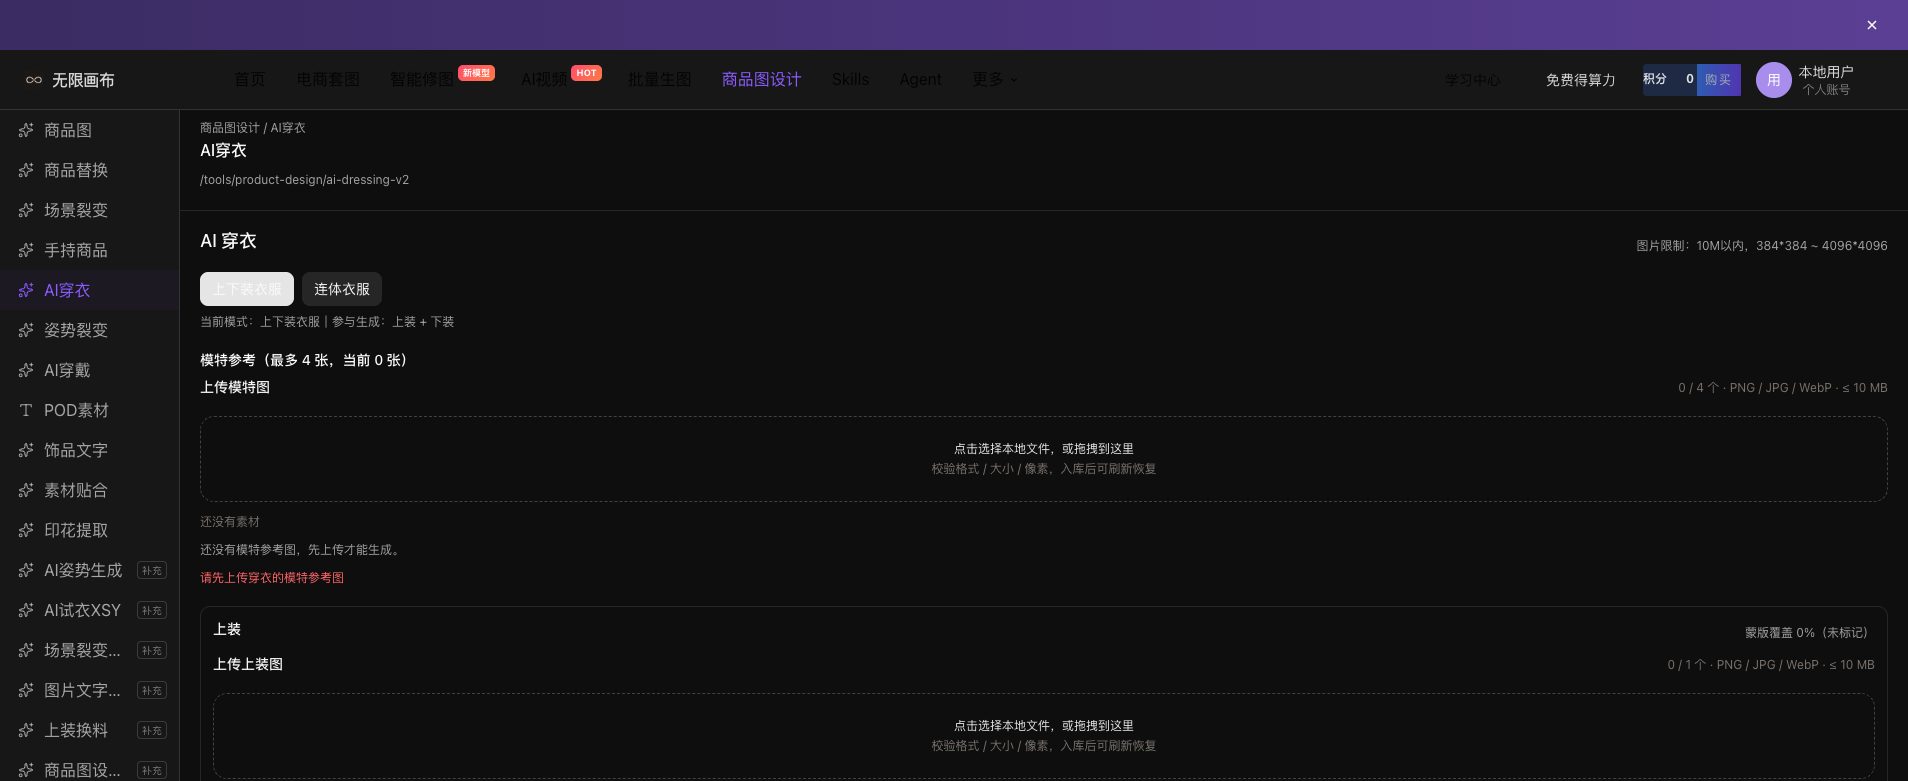 无限画布
首页
电商套图
智能修图
新模型
AI视频
HOT
批量生图
商品图设计
Skills
Agent
更多
学习中心
免费得算力
积分 0 购买
用
本地用户
个人账号
商品图
商品替换
场景裂变
手持商品
AI穿衣
姿势裂变
AI穿戴
POD素材
饰品文字
素材贴合
印花提取
AI姿势生成 补充
AI试衣XSY 补充
场景裂变... 补充
图片文字... 补充
上装换料 补充
商品图设... 补充
商品图设计 / AI穿衣
AI穿衣
/tools/product-design/ai-dressing-v2
AI 穿衣
图片限制：10M以内，384*384 ~ 4096*4096
上下装衣服
连体衣服
当前模式：上下装衣服 | 参与生成：上装 + 下装
模特参考（最多 4 张，当前 0 张）
上传模特图
0 / 4 个 · PNG / JPG / WebP · ≤ 10 MB
点击选择本地文件，或拖拽到这里
校验格式 / 大小 / 像素，入库后可刷新恢复
还没有素材
还没有模特参考图，先上传才能生成。
请先上传穿衣的模特参考图
上装
蒙版覆盖 0%（未标记）
上传上装图
0 / 1 个 · PNG / JPG / WebP · ≤ 10 MB
点击选择本地文件，或拖拽到这里
校验格式 / 大小 / 像素，入库后可刷新恢复